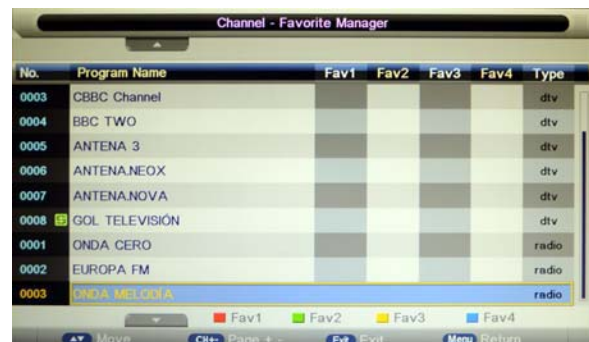 Channel - Favorite Manager
No. Program Name Fav1 Fav2 Fav3 Fav4 Type
0003 CBBC Channel dtv
0004 BBC TWO dtv
0005 ANTENA 3 dtv
0006 ANTENA.NEOX dtv
0007 ANTENA.NOVA dtv
0008 GOL TELEVISIÓN dtv
0001 ONDA CERO radio
0002 EUROPA FM radio
0003 ONDA MELODÍA radio
Fav1 Fav2 Fav3 Fav4
Move CH+- Page + - Exit Exit Menu Return